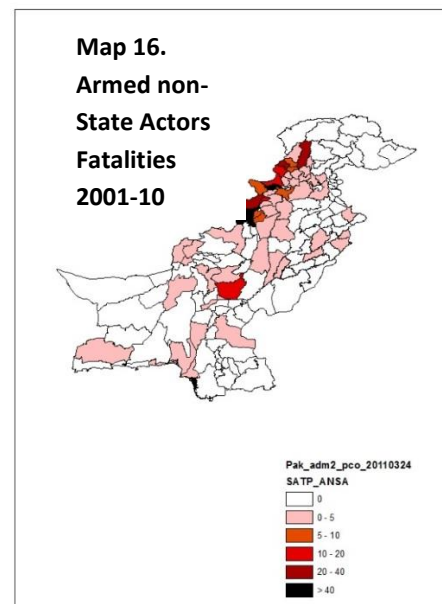 Map 16.
Armed non-
State Actors
Fatalities
2001-10
Pak_adm2_pco_20110324
SATP_ANSA
0
0 - 5
5 - 10
10 - 20
20 - 40
> 40